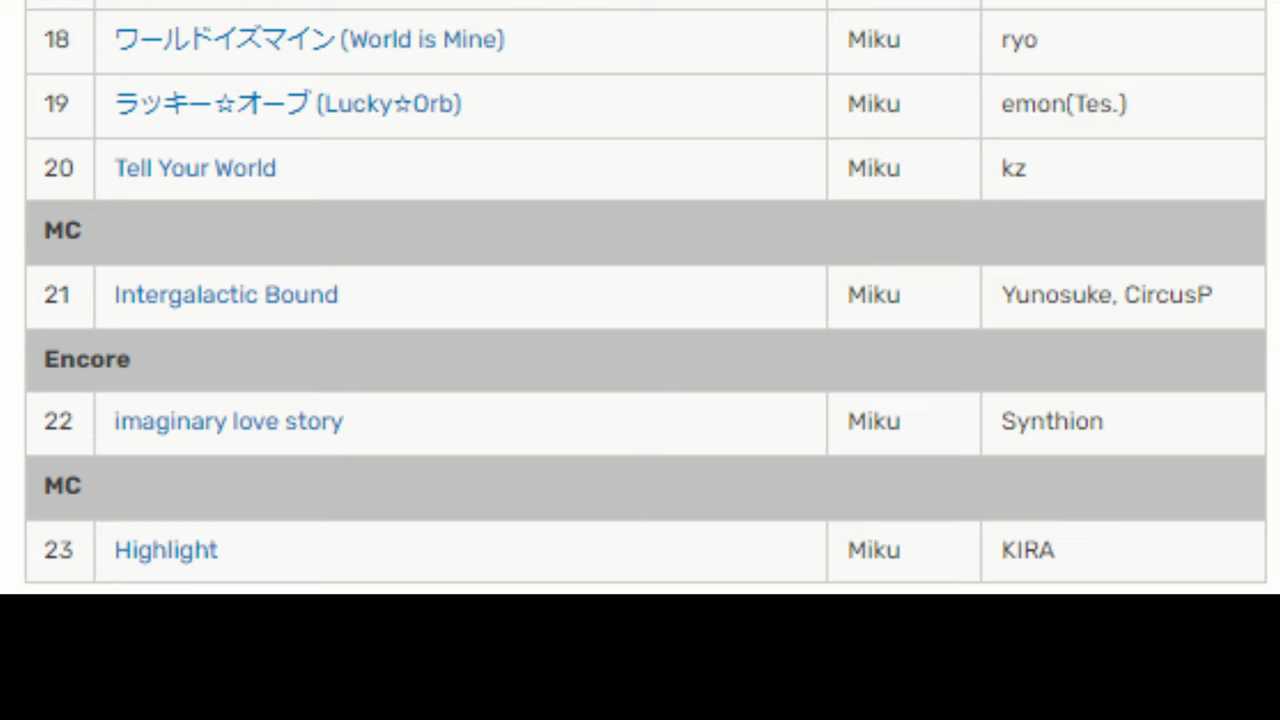 18 ワールドイズマイン (World is Mine) Miku ryo
19 ラッキー☆オーブ (Lucky☆Orb) Miku emon(Tes.)
20 Tell Your World Miku kz
MC
21 Intergalactic Bound Miku Yunosuke, CircusP
Encore
22 imaginary love story Miku Synthion
MC
23 Highlight Miku KIRA